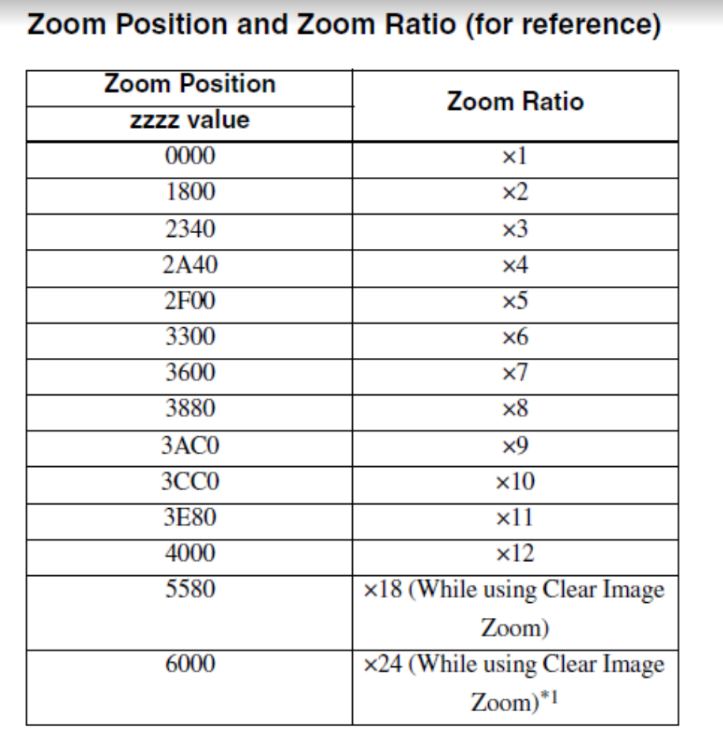 Zoom Position and Zoom Ratio (for reference)
Zoom Position
Zoom Ratio
zzzz value
0000 ×1
1800 ×2
2340 ×3
2A40 ×4
2F00 ×5
3300 ×6
3600 ×7
3880 ×8
3AC0 ×9
3CC0 ×10
3E80 ×11
4000 ×12
5580 ×18 (While using Clear Image
Zoom)
6000 ×24 (While using Clear Image
Zoom)*1